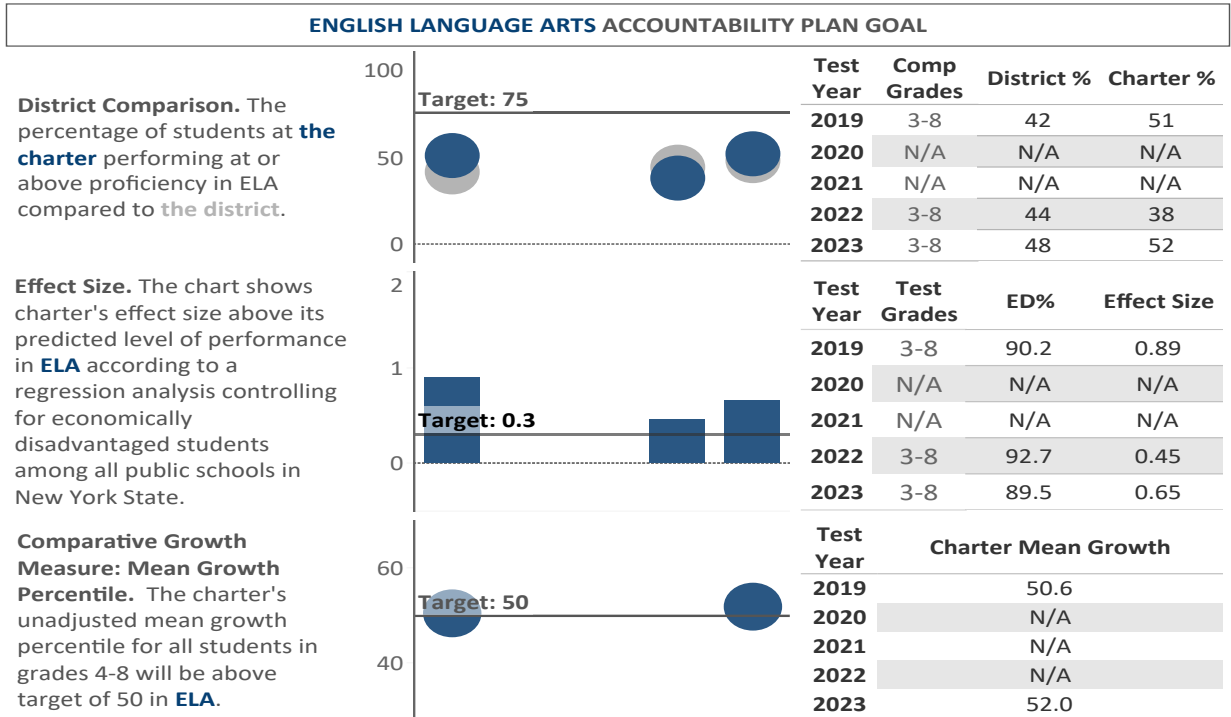 ENGLISH LANGUAGE ARTS ACCOUNTABILITY PLAN GOAL
District Comparison. The
percentage of students at the
charter performing at or
above proficiency in ELA
compared to the district.
100
Target: 75
50
0
Test Year Comp Grades District % Charter %
2019 3-8 42 51
2020 N/A N/A N/A
2021 N/A N/A N/A
2022 3-8 44 38
2023 3-8 48 52
Effect Size. The chart shows
charter's effect size above its
predicted level of performance
in ELA according to a
regression analysis controlling
for economically
disadvantaged students
among all public schools in
New York State.
2
1
Target: 0.3
0
Test Year Test Grades ED% Effect Size
2019 3-8 90.2 0.89
2020 N/A N/A N/A
2021 N/A N/A N/A
2022 3-8 92.7 0.45
2023 3-8 89.5 0.65
Comparative Growth
Measure: Mean Growth
Percentile. The charter's
unadjusted mean growth
percentile for all students in
grades 4-8 will be above
target of 50 in ELA.
60
Target: 50
40
Test Year Charter Mean Growth
2019 50.6
2020 N/A
2021 N/A
2022 N/A
2023 52.0